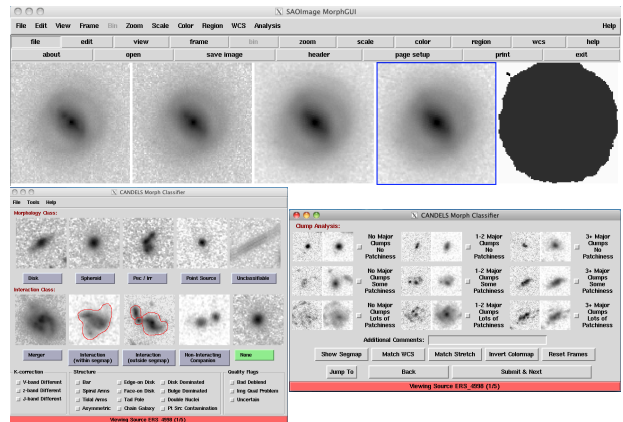 SAOImage MorphGUI
File Edit View Frame Bin Zoom Scale Color Region WCS Analysis Help
file edit view frame bin zoom scale color region wcs help
about open save image header page setup print exit
CANDELS Morph Classifier
File Tools Help
Morphology Class:
Disk Spheroid Pec / Irr Point Source Unclassifiable
Interaction Class:
Merger Interaction (within segmap) Interaction (outside segmap) Non-Interacting Companion None
K-correction Structure Quality Flags
V-band Different Bar Edge-on Disk Disk Dominated Bad Deblend
z-band Different Spiral Arms Face-on Disk Bulge Dominated Img Qual Problem
J-band Different Tidal Arms Tad Pole Double Nuclei Uncertain
Asymmetric Chain Galaxy Pt Src Contamination
Viewing Source ERS_4998 (1/5)
CANDELS Morph Classifier
Clump Analysis:
No Major Clumps No Patchiness
1-2 Major Clumps No Patchiness
3+ Major Clumps No Patchiness
No Major Clumps Some Patchiness
1-2 Major Clumps Some Patchiness
3+ Major Clumps Some Patchiness
No Major Clumps Lots of Patchiness
1-2 Major Clumps Lots of Patchiness
3+ Major Clumps Lots of Patchiness
Additional Comments:
Show Segmap Match WCS Match Stretch Invert Colormap Reset Frames
Jump To Back Submit & Next
Viewing Source ERS_4998 (1/5)